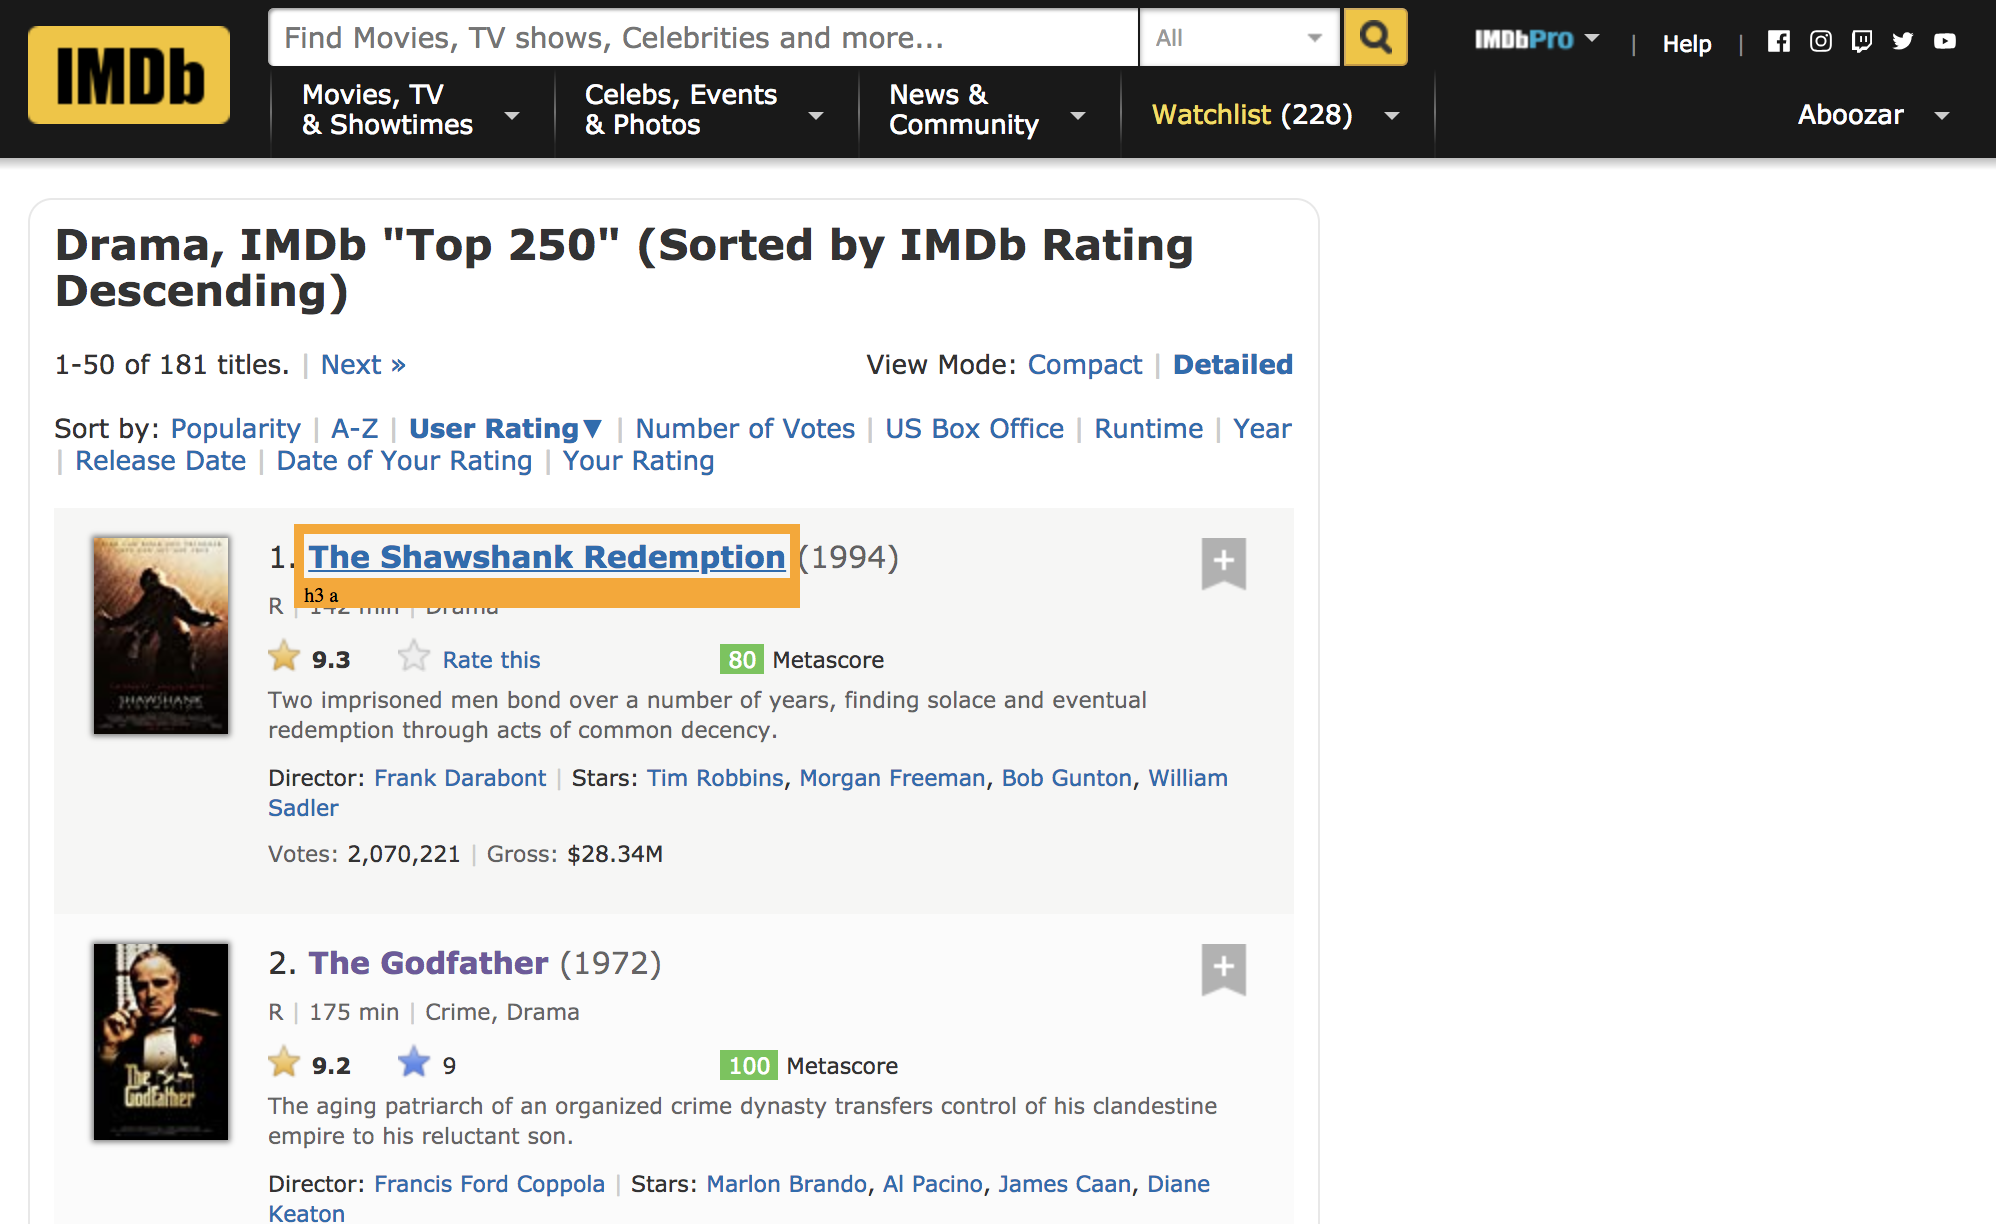 IMDb
Find Movies, TV shows, Celebrities and more...
All
IMDbPro | Help |
Movies, TV
& Showtimes
Celebs, Events
& Photos
News &
Community
Watchlist (228)
Aboozar
Drama, IMDb "Top 250" (Sorted by IMDb Rating
Descending)
1-50 of 181 titles. | Next »
View Mode: Compact | Detailed
Sort by: Popularity | A-Z | User Rating▼ | Number of Votes | US Box Office | Runtime | Year
| Release Date | Date of Your Rating | Your Rating
1. The Shawshank Redemption (1994)
h3 a
R | 142 min | Drama
9.3 Rate this 80 Metascore
Two imprisoned men bond over a number of years, finding solace and eventual
redemption through acts of common decency.
Director: Frank Darabont | Stars: Tim Robbins, Morgan Freeman, Bob Gunton, William
Sadler
Votes: 2,070,221 | Gross: $28.34M
SHAWSHANK
2. The Godfather (1972)
R | 175 min | Crime, Drama
9.2 9 100 Metascore
The aging patriarch of an organized crime dynasty transfers control of his clandestine
empire to his reluctant son.
Director: Francis Ford Coppola | Stars: Marlon Brando, Al Pacino, James Caan, Diane
Keaton
The
Godfather